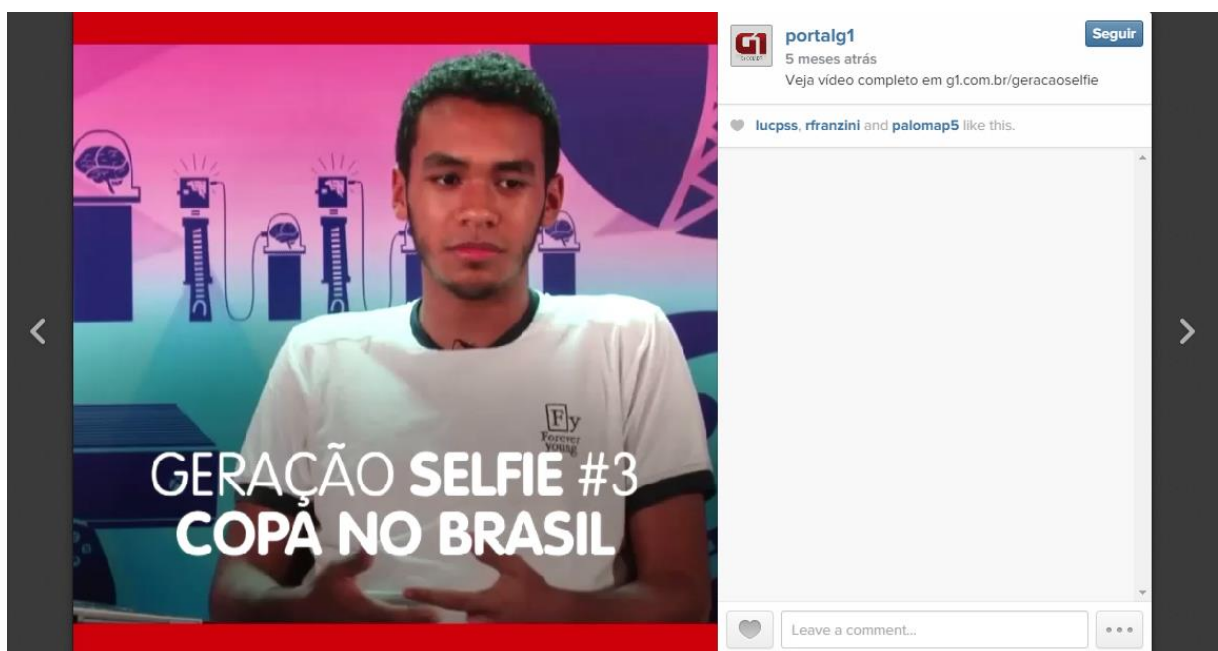 Fy
Forever
young
GERAÇÃO SELFIE #3
COPA NO BRASIL
G1
portalg1
Seguir
5 meses atrás
Veja vídeo completo em g1.com.br/geracaoselfie
lucpss, rfranzini and palomap5 like this.
Leave a comment...